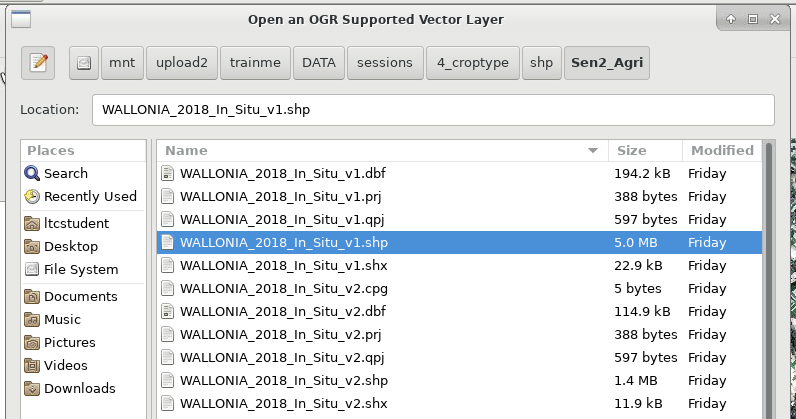 Open an OGR Supported Vector Layer
mnt upload2 trainme DATA sessions 4_croptype shp Sen2_Agri
Location: WALLONIA_2018_In_Situ_v1.shp
Places Name Size Modified
Search
Recently Used
ltcstudent
Desktop
File System
Documents
Music
Pictures
Videos
Downloads
WALLONIA_2018_In_Situ_v1.dbf 194.2 kB Friday
WALLONIA_2018_In_Situ_v1.prj 388 bytes Friday
WALLONIA_2018_In_Situ_v1.qpj 597 bytes Friday
WALLONIA_2018_In_Situ_v1.shp 5.0 MB Friday
WALLONIA_2018_In_Situ_v1.shx 22.9 kB Friday
WALLONIA_2018_In_Situ_v2.cpg 5 bytes Friday
WALLONIA_2018_In_Situ_v2.dbf 114.9 kB Friday
WALLONIA_2018_In_Situ_v2.prj 388 bytes Friday
WALLONIA_2018_In_Situ_v2.qpj 597 bytes Friday
WALLONIA_2018_In_Situ_v2.shp 1.4 MB Friday
WALLONIA_2018_In_Situ_v2.shx 11.9 kB Friday